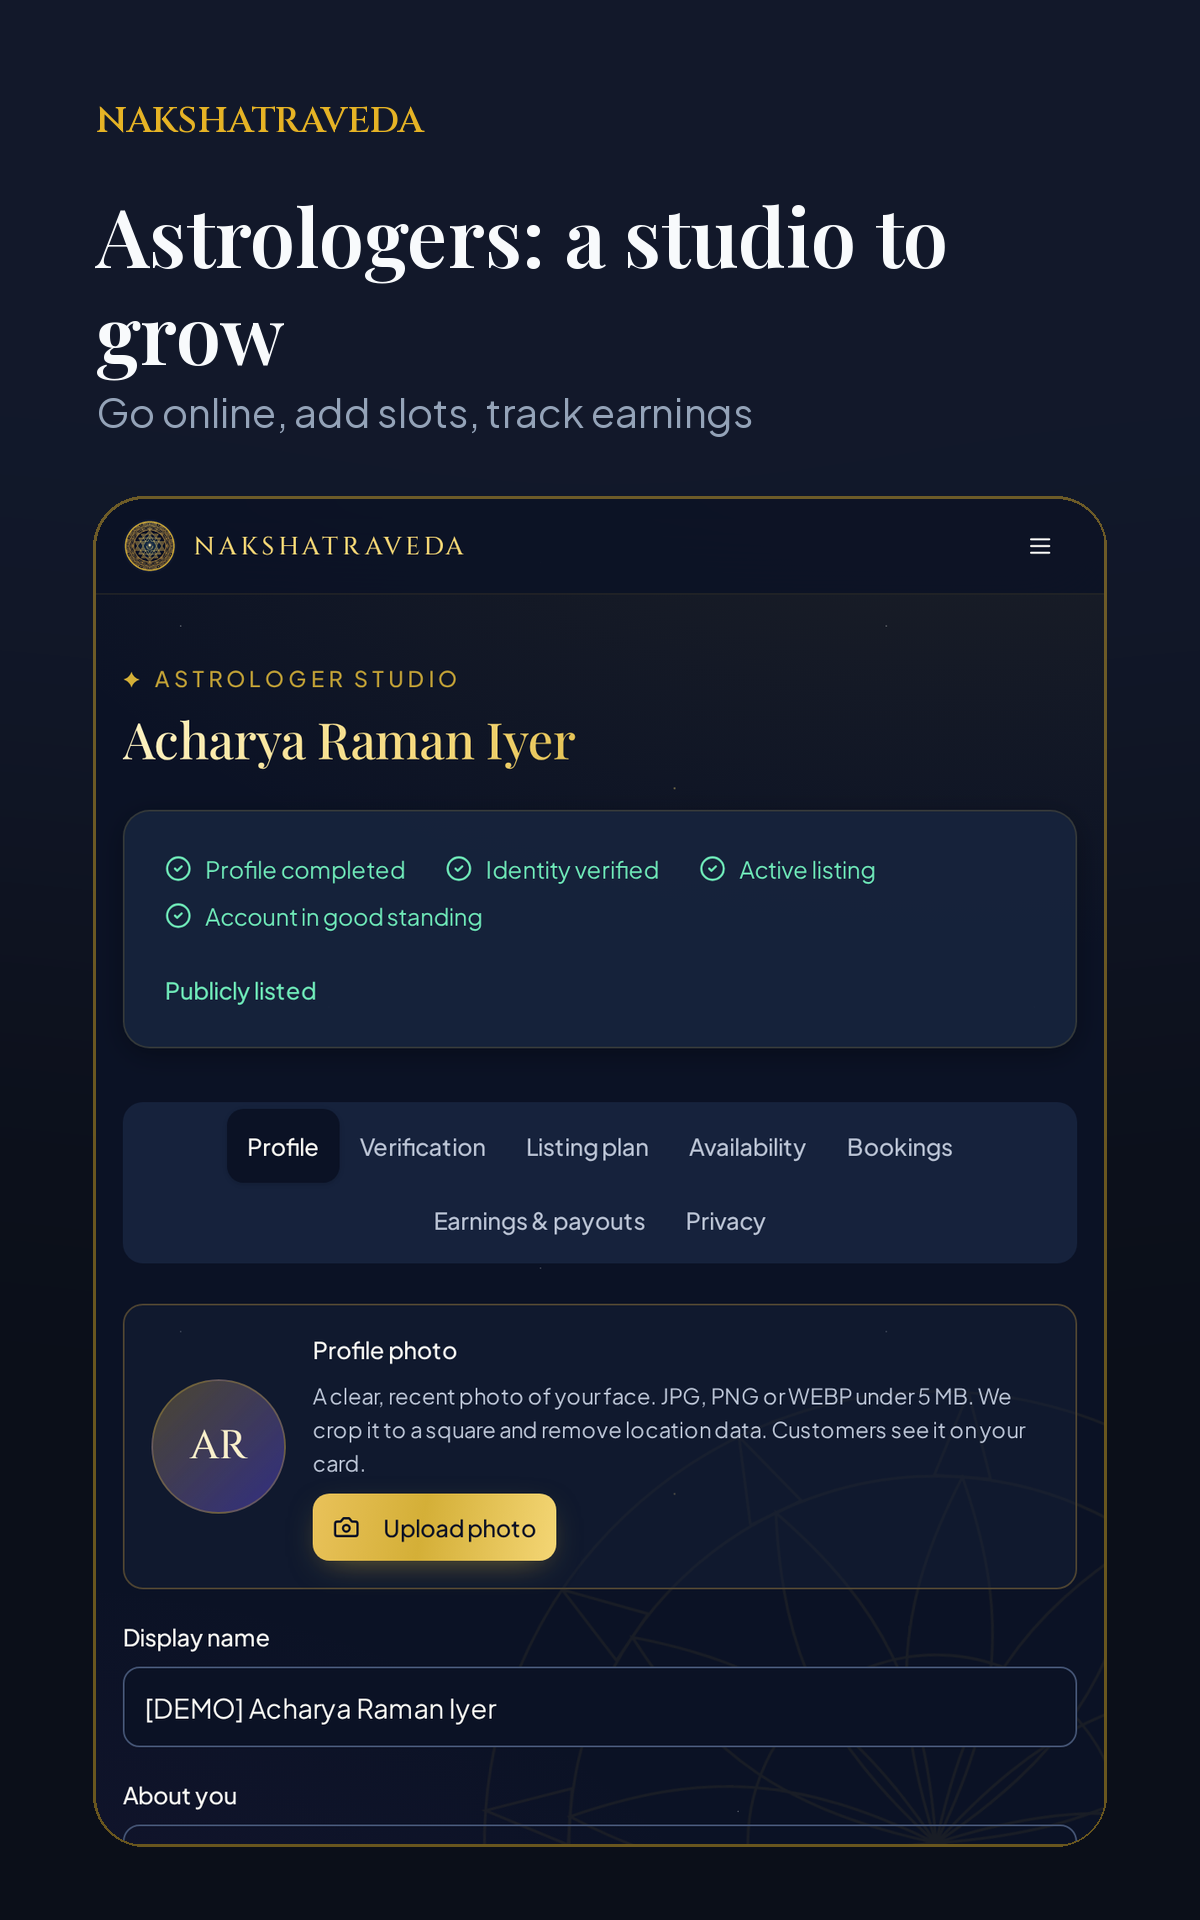 NAKSHATRAVEDA
Astrologers: a studio to
grow
Go online, add slots, track earnings
NAKSHATRAVEDA
✦ ASTROLOGER STUDIO
Acharya Raman Iyer
Profile completed Identity verified Active listing
Account in good standing
Publicly listed
Profile Verification Listing plan Availability Bookings
Earnings & payouts Privacy
Profile photo
A clear, recent photo of your face. JPG, PNG or WEBP under 5 MB. We
crop it to a square and remove location data. Customers see it on your
card.
AR
Upload photo
Display name
[DEMO] Acharya Raman Iyer
About you